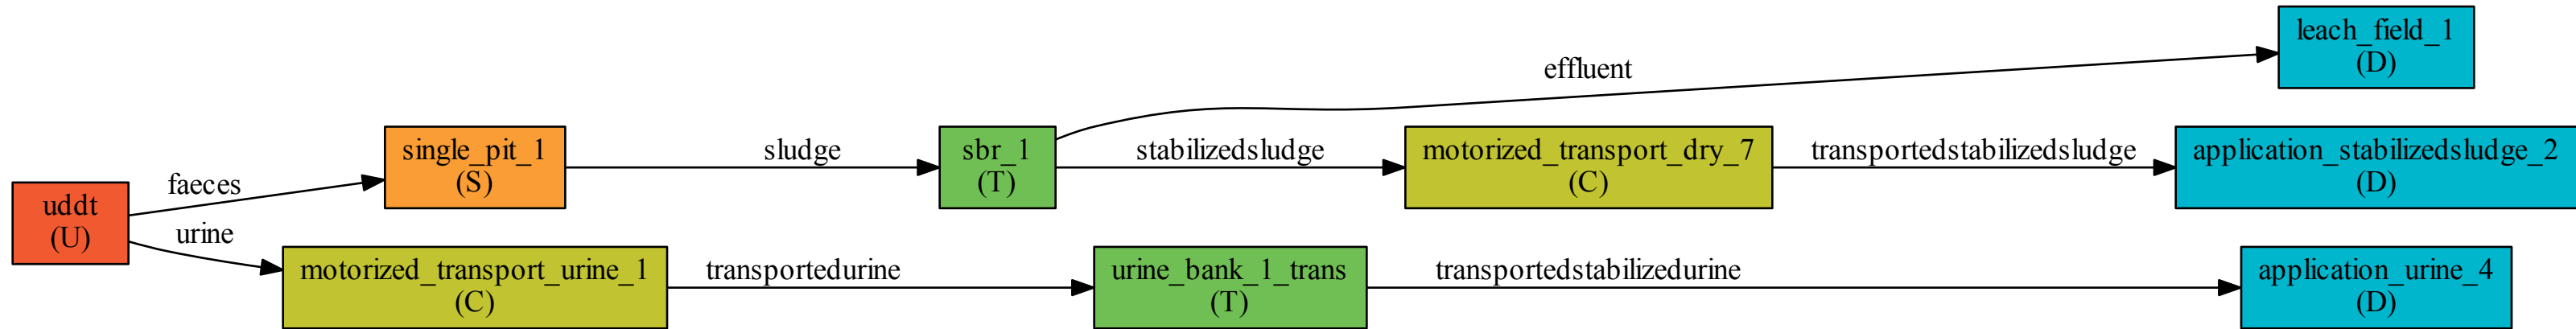 leach_field_1
(D)
effluent
single_pit_1
(S)
sludge
sbr_1
(T)
stabilizedsludge
motorized_transport_dry_7
(C)
transportedstabilizedsludge
application_stabilizedsludge_2
(D)
faeces
uddt
(U)
urine
motorized_transport_urine_1
(C)
transportedurine
urine_bank_1_trans
(T)
transportedstabilizedurine
application_urine_4
(D)